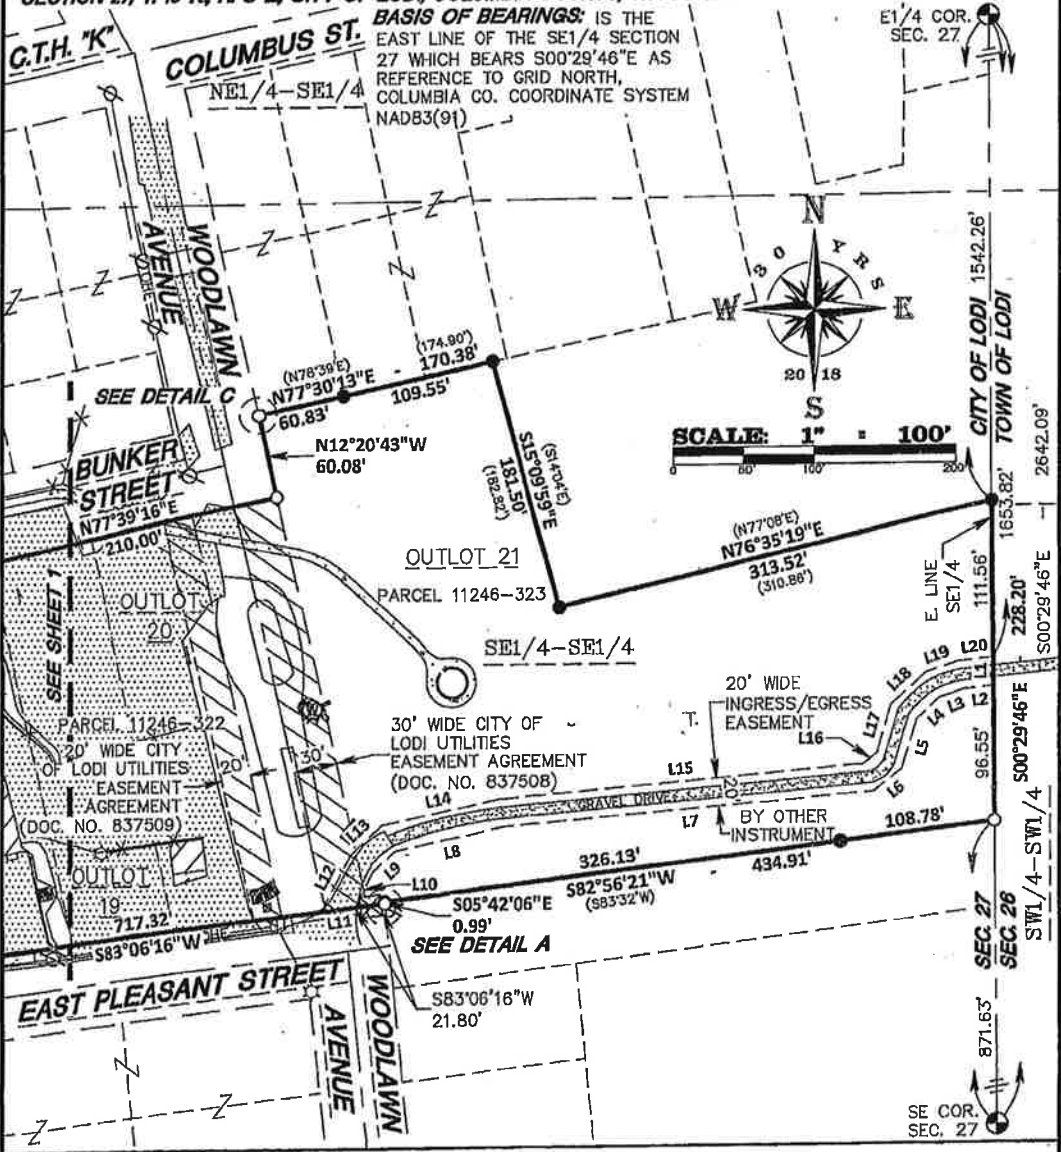 C.T.H. "K"
COLUMBUS ST.
NE1/4-SE1/4
BASIS OF BEARINGS: IS THE
EAST LINE OF THE SE1/4 SECTION
27 WHICH BEARS S00°29'46"E AS
REFERENCE TO GRID NORTH,
COLUMBIA CO. COORDINATE SYSTEM
NAD83(91)
E1/4 COR.
SEC. 27
WOODLAWN
AVENUE
N
W
E
S
30 YRS
20 18
CITY OF LODI
TOWN OF LODI
1542.26'
2642.09'
1653.82'
SCALE: 1" = 100'
0
50
100'
200'
SEE DETAIL C
(N78°39'E)
N77°30'13"E
60.83'
(174.90')
170.38'
109.55'
N12°20'43"W
60.08'
BUNKER
STREET
N77°39'16"E
210.00'
(S14°04'E)
S15°09'59"E
181.50'
(182.82')
(N77°08'E)
N76°35'19"E
313.52'
(310.86')
OUTLOT 21
PARCEL 11246-323
SE1/4-SE1/4
E. LINE
SE1/4
111.56'
228.20'
S00°29'46"E
S00°29'46"E
96.55'
OUTLOT
20
SEE SHEET 1
PARCEL 11246-322
20' WIDE CITY
OF LODI UTILITIES
EASEMENT
AGREEMENT
(DOC. NO. 837509)
20'
30'
30' WIDE CITY OF
LODI UTILITIES
EASEMENT AGREEMENT
(DOC. NO. 837508)
20' WIDE
INGRESS/EGRESS
EASEMENT
L16
L17
L18
L19
L20
L1
L2
L3
L4
L5
L6
L15
L14
L13
L12
L11
L10
L9
L8
L7
20
GRAVEL DRIVE
BY OTHER
INSTRUMENT
108.78'
326.13'
434.91'
S82°56'21"W
(S83°32'W)
S05°42'06"E
0.99'
SEE DETAIL A
OUTLOT
19
717.32'
S83°06'16"W
OHE
EAST PLEASANT STREET
S83°06'16"W
21.80'
WOODLAWN
AVENUE
SEC. 27
SEC. 26
SW1/4-SW1/4
871.63'
SE COR.
SEC. 27